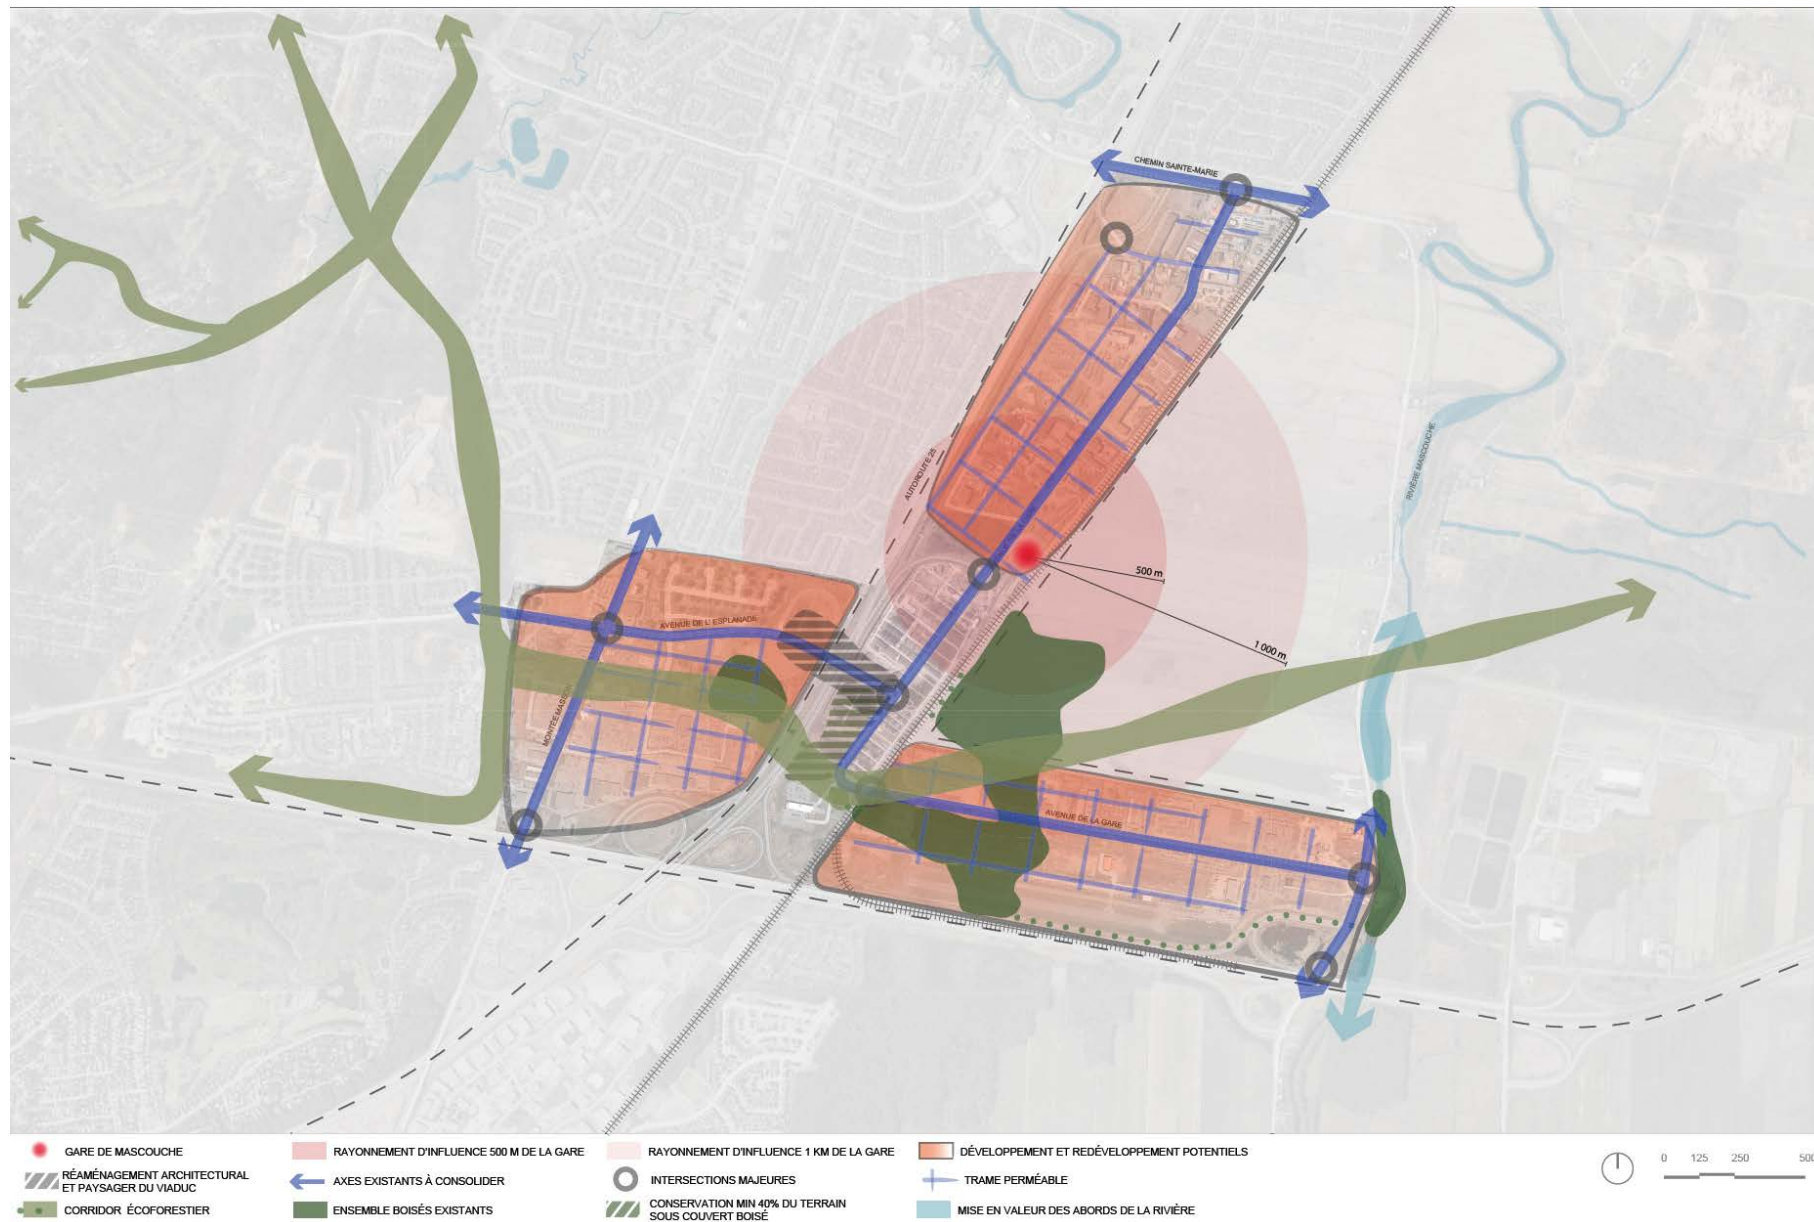 CHEMIN SAINTE-MARIE
AUTOROUTE 25
RIVIÈRE MASCOUCHE
500 m
1 000 m
AVENUE DE L' ESPLANADE
MONTÉE MASSON
AVENUE DE LA GARE
GARE DE MASCOUCHE
RAYONNEMENT D'INFLUENCE 500 M DE LA GARE
RAYONNEMENT D'INFLUENCE 1 KM DE LA GARE
DÉVELOPPEMENT ET REDÉVELOPPEMENT POTENTIELS
RÉAMÉNAGEMENT ARCHITECTURAL
ET PAYSAGER DU VIADUC
AXES EXISTANTS À CONSOLIDER
INTERSECTIONS MAJEURES
TRAME PERMÉABLE
CORRIDOR ÉCOFORESTIER
ENSEMBLE BOISÉS EXISTANTS
CONSERVATION MIN 40% DU TERRAIN
SOUS COUVERT BOISÉ
MISE EN VALEUR DES ABORDS DE LA RIVIÈRE
0 125 250 500